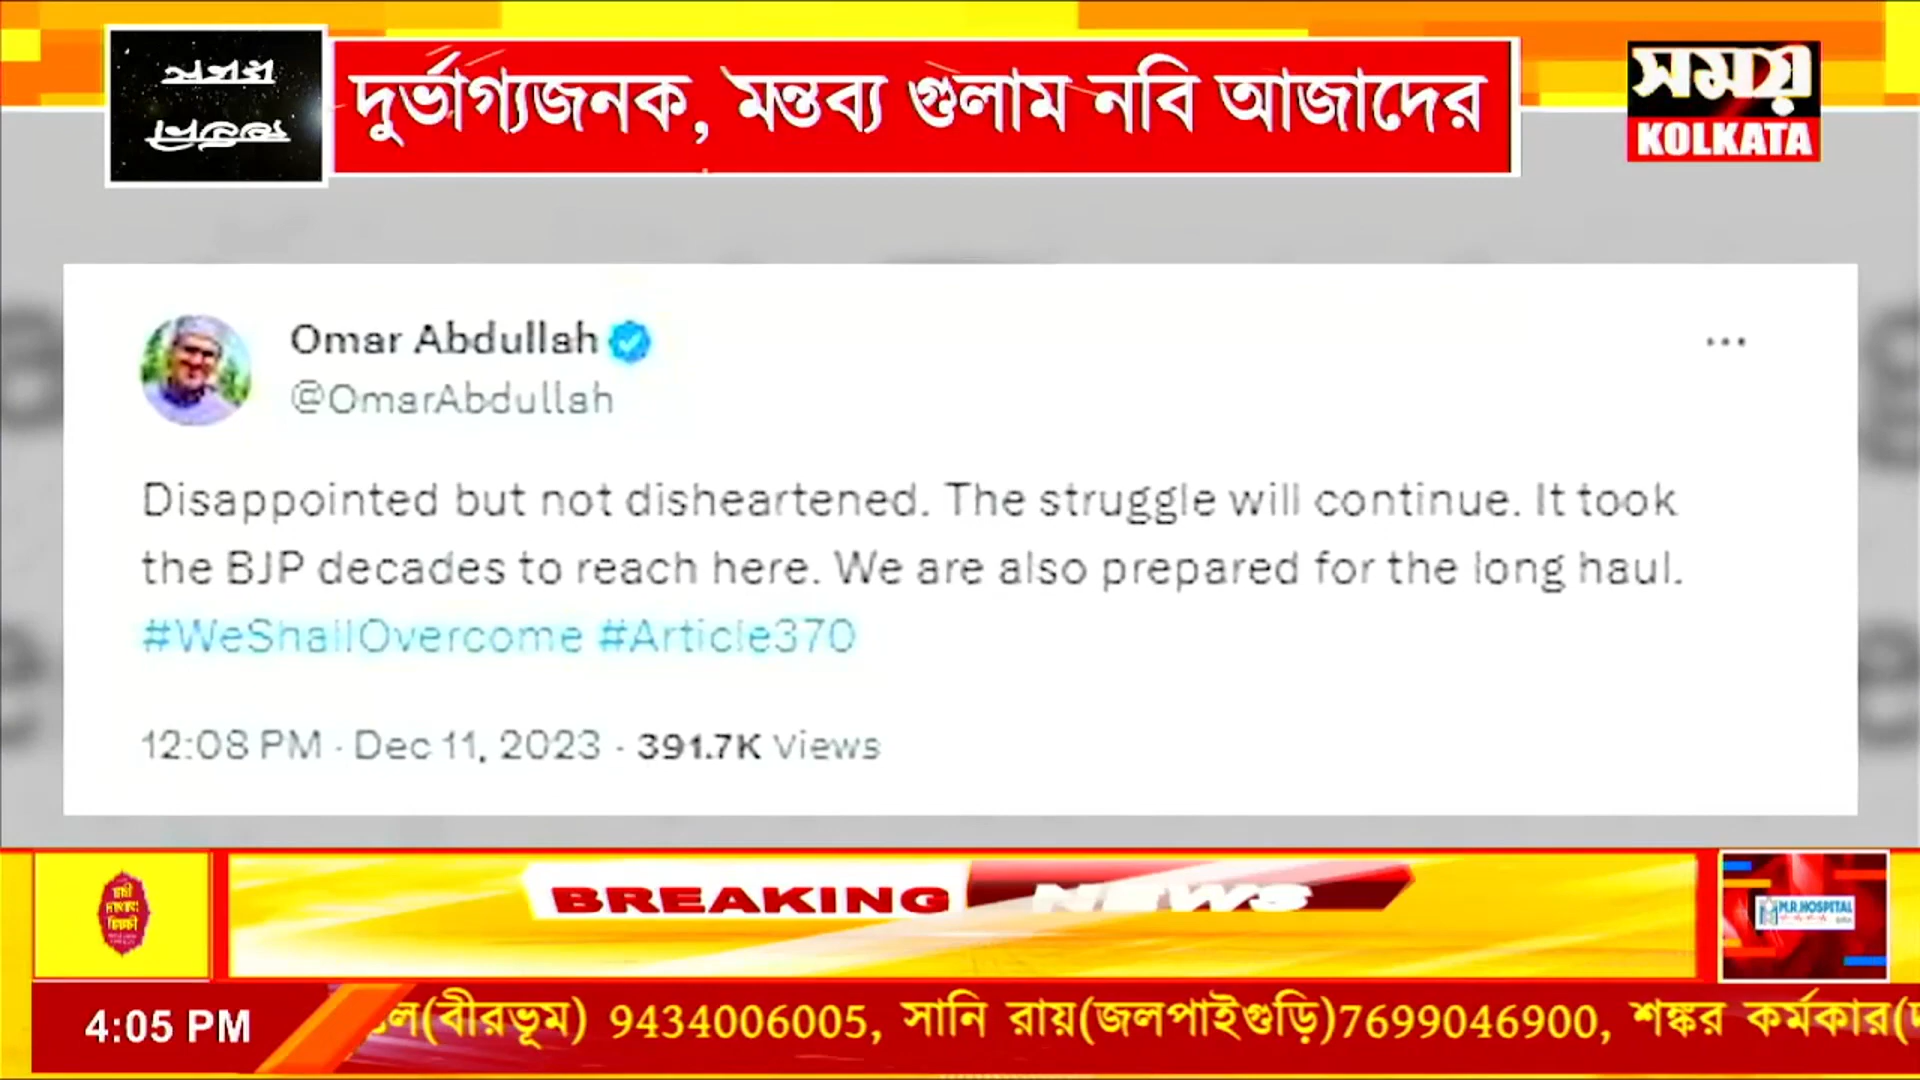 দুর্ভাগ্যজনক, মন্তব্য গুলাম নবি আজাদের
সময়
KOLKATA
Omar Abdullah
@OmarAbdullah
...
Disappointed but not disheartened. The struggle will continue. It took
the BJP decades to reach here. We are also prepared for the long haul.
#WeShallOvercome #Article370
12:08 PM · Dec 11, 2023 · 391.7K Views
BREAKING NEWS
M.R.HOSPITAL
4:05 PM
ল(বীরভূম) 9434006005, সানি রায়(জলপাইগুড়ি)7699046900, শঙ্কর কর্মকার(দ